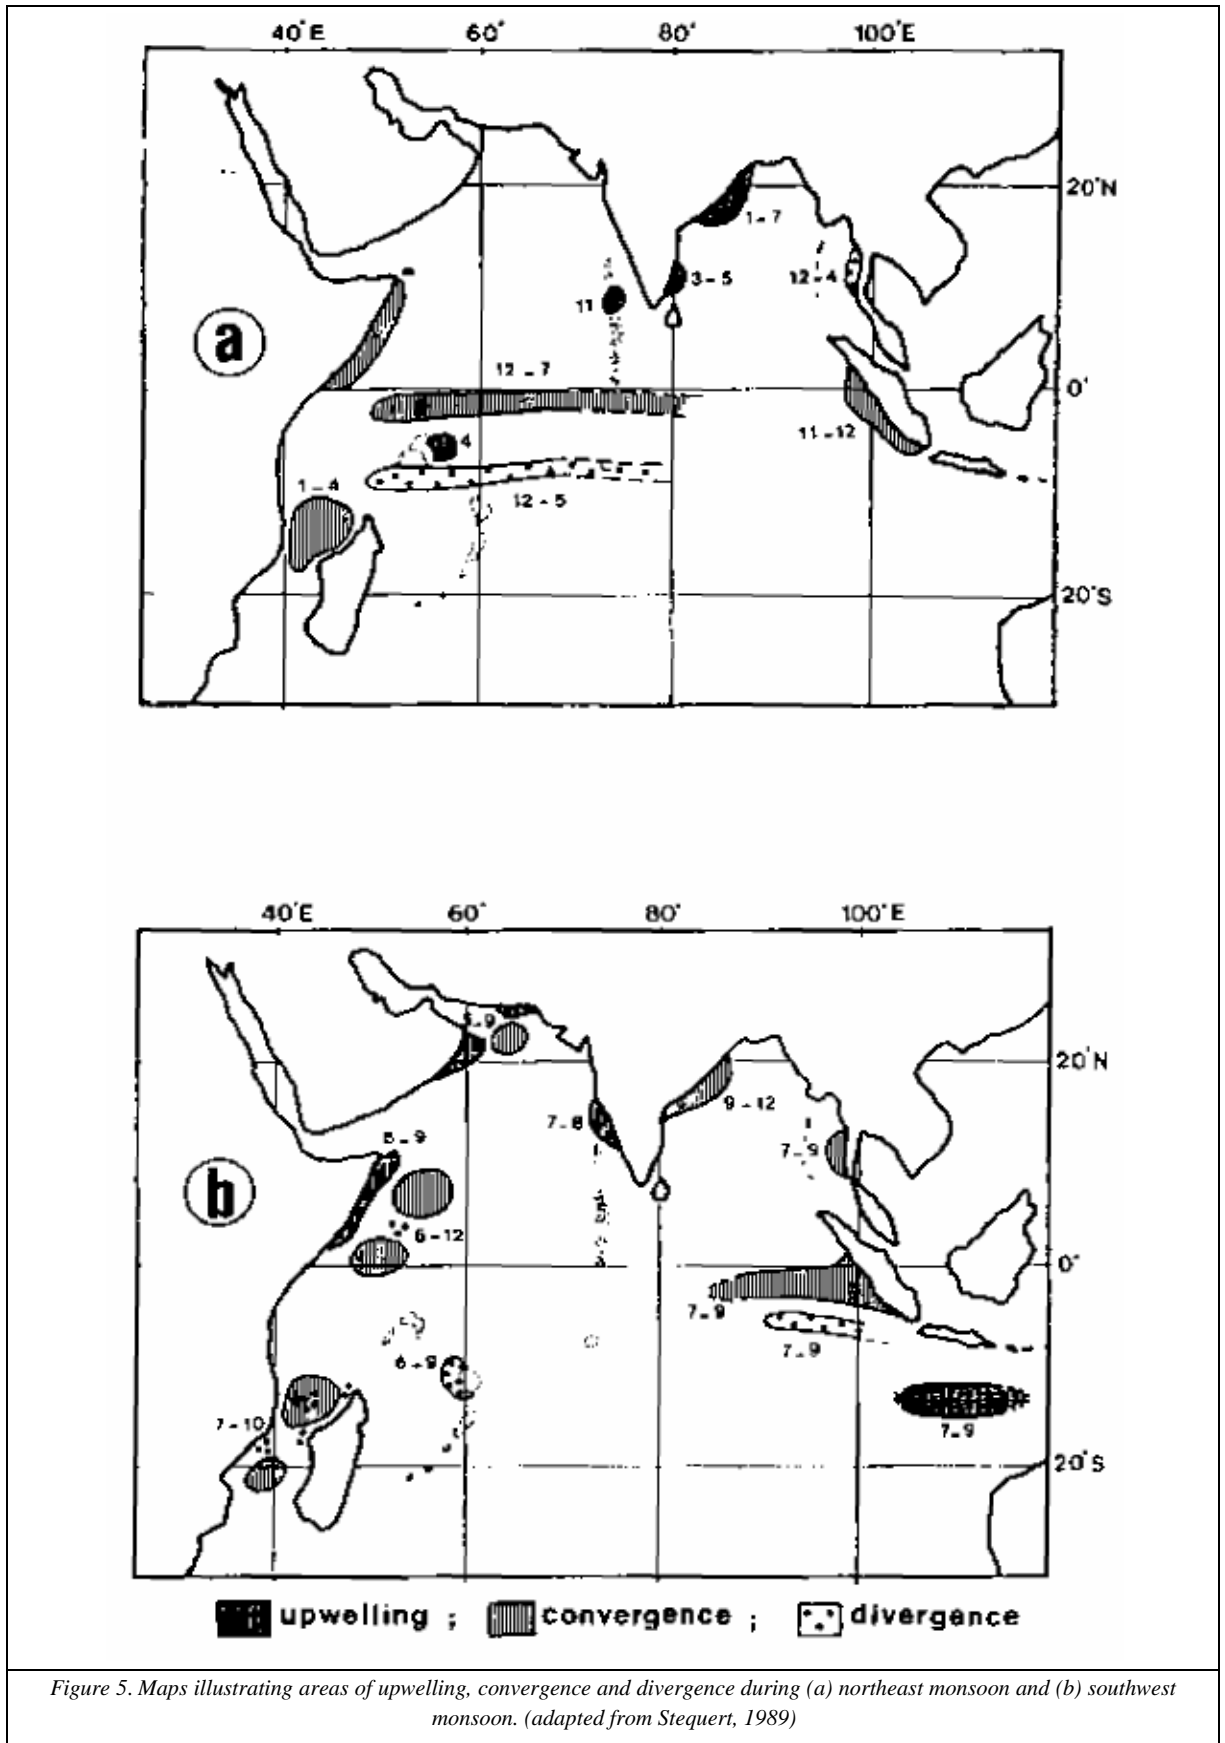 40°E 60° 80° 100°E
20°N
1-7
3-5
12-4
11
a
12-7
0°
11-12
4
1-4
12-5
20°S
40°E 60° 80° 100°E
5-9
20°N
9-12
7-8
7-9
b
6-12
0°
7-9
7-9
6-9
7-10
7-9
20°S
upwelling ; convergence ; divergence
Figure 5. Maps illustrating areas of upwelling, convergence and divergence during (a) northeast monsoon and (b) southwest
monsoon. (adapted from Stequert, 1989)